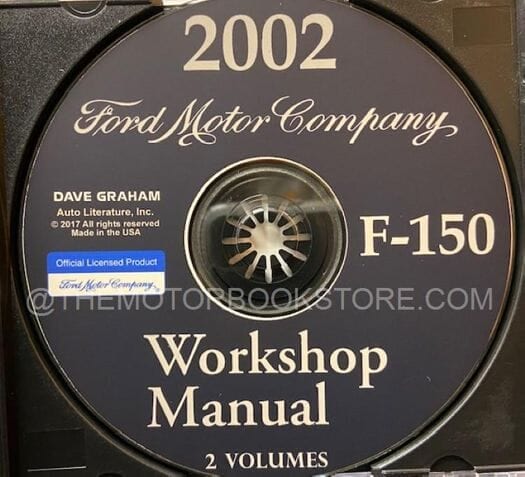 2002
Ford Motor Company
DAVE GRAHAM
Auto Literature, Inc.
© 2017 All rights reserved
Made in the USA
Official Licensed Product
Ford Motor Company
F-150
@THEMOTORBOOKSTORE.COM
Workshop
Manual
2 VOLUMES